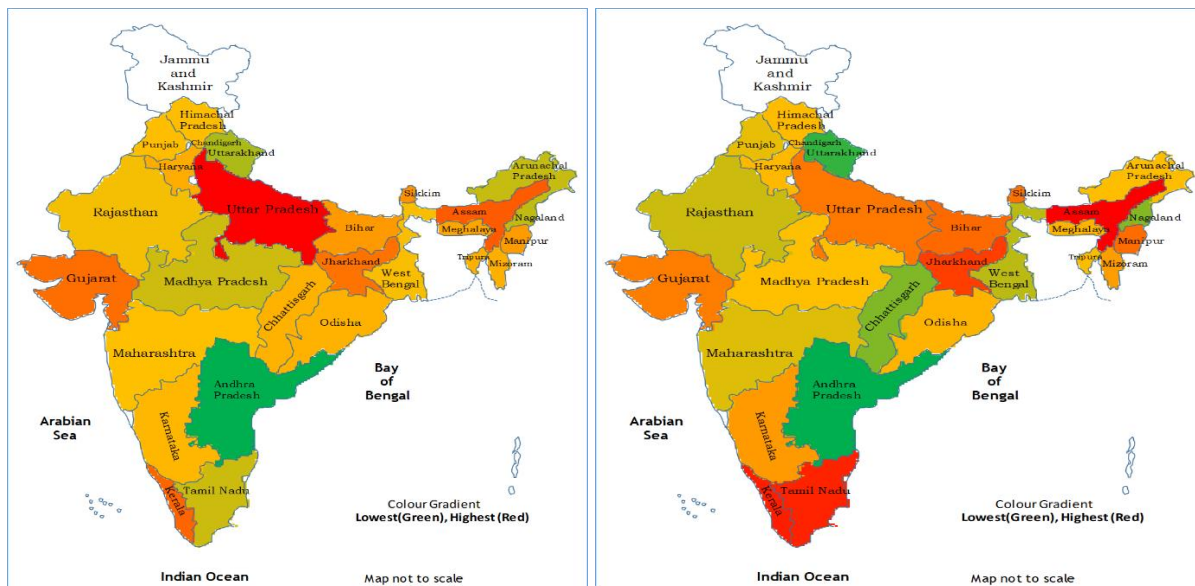 Jammu
and
Kashmir
Himachal
Pradesh
Punjab
Chandigarh
Uttarakhand
Haryana
Arunachal
Pradesh
Rajasthan
Uttar Pradesh
Sikkim
Assam
Nagaland
Meghalaya
Bihar
Manipur
Tripura
Mizoram
Jharkhand
West
Bengal
Gujarat
Madhya Pradesh
Chhattisgarh
Odisha
Maharashtra
Andhra
Pradesh
Bay
of
Bengal
Arabian
Sea
Karnataka
Kerala
Tamil Nadu
Colour Gradient
Lowest(Green), Highest (Red)
Indian Ocean
Map not to scale
Jammu
and
Kashmir
Himachal
Pradesh
Punjab
Chandigarh
Uttarakhand
Haryana
Arunachal
Pradesh
Rajasthan
Uttar Pradesh
Sikkim
Assam
Nagaland
Meghalaya
Bihar
Manipur
Tripura
Mizoram
Jharkhand
West
Bengal
Gujarat
Madhya Pradesh
Chhattisgarh
Odisha
Maharashtra
Andhra
Pradesh
Bay
of
Bengal
Arabian
Sea
Karnataka
Kerala
Tamil Nadu
Colour Gradient
Lowest(Green), Highest (Red)
Indian Ocean
Map not to scale